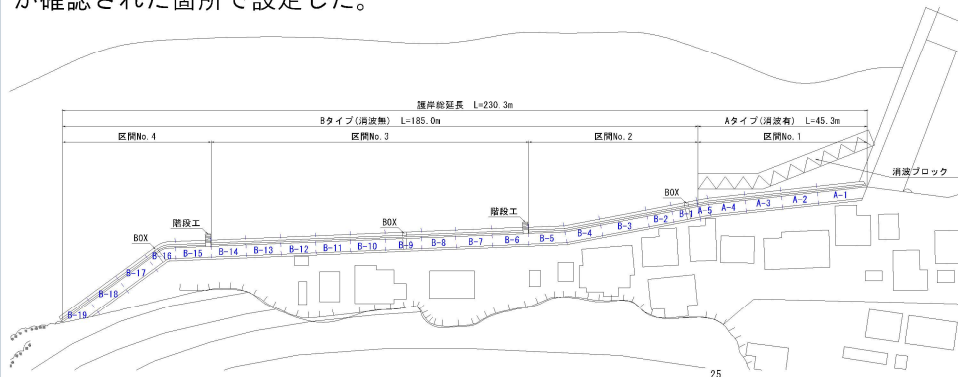 が確認された箇所で設定した。
護岸総延長 L=230.3m
Bタイプ(消波無) L=185.0m
Aタイプ(消波有) L=45.3m
区間No.4
区間No.3
区間No.2
区間No.1
消波ブロック
BOX
階段工
BOX
階段工
BOX
B-19
B-18
B-17
B-16
B-15
B-14
B-13
B-12
B-11
B-10
B-9
B-8
B-7
B-6
B-5
B-4
B-3
B-2
B-1
A-5
A-4
A-3
A-2
A-1
25